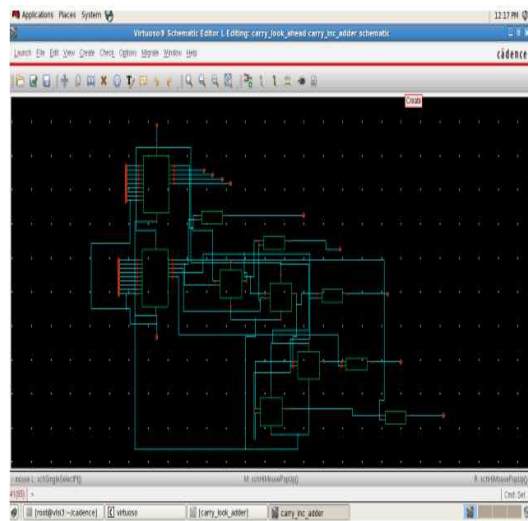 Applications Places System 12:17 PM
Virtuoso® Schematic Editor L Editing: carry_look_ahead carry_inc_adder schematic
Launch File Edit View Create Check Options Migrate Window Help cādence
Create
mouse L: schSingleSelectPt() M: schHiMousePopUp() R: schHiMousePopUp()
>
Cmd: Sel:
[root@vlsi3:~/cadence] virtuoso [carry_look_adder] carry_inc_adder